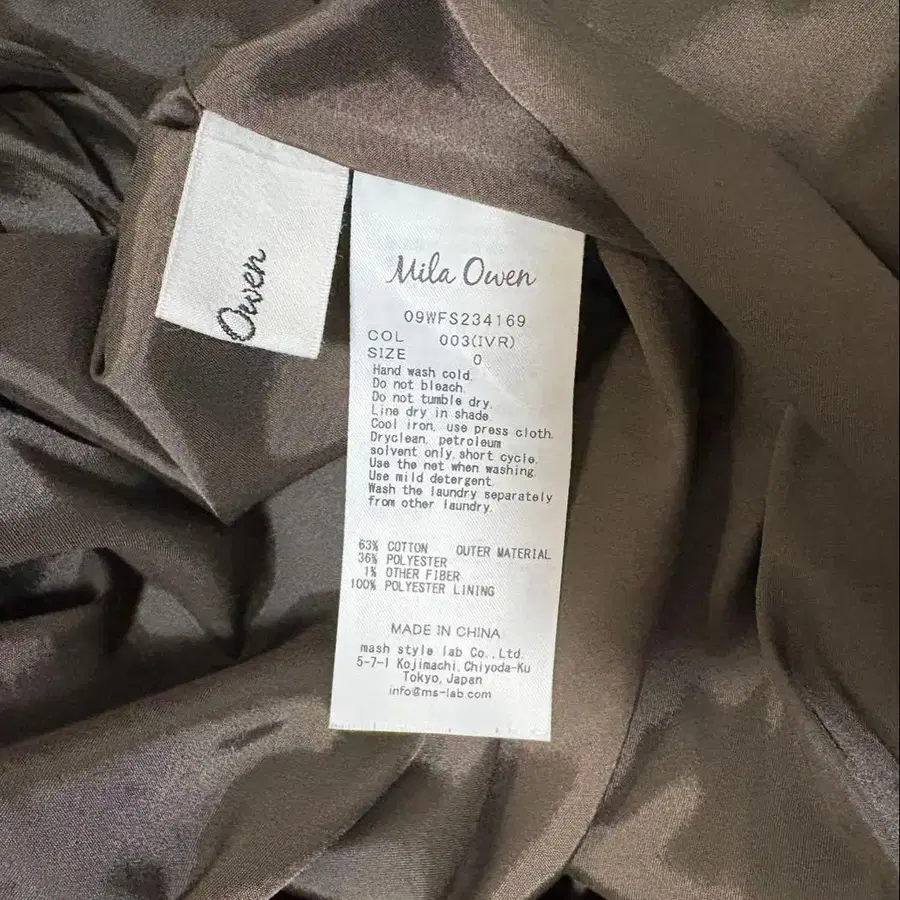 Owen
Mila Owen
09WFS234169
COL 003(IVR)
SIZE 0
Hand wash cold.
Do not bleach.
Do not tumble dry.
Line dry in shade.
Cool iron, use press cloth.
Dryclean, petroleum
solvent only, short cycle.
Use the net when washing.
Use mild detergent.
Wash the laundry separately
from other laundry.
63% COTTON OUTER MATERIAL
36% POLYESTER
1% OTHER FIBER
100% POLYESTER LINING
MADE IN CHINA
mash style lab Co.,Ltd.
5-7-1 Kojimachi, Chiyoda-Ku
Tokyo, Japan
info@ms-lab.com